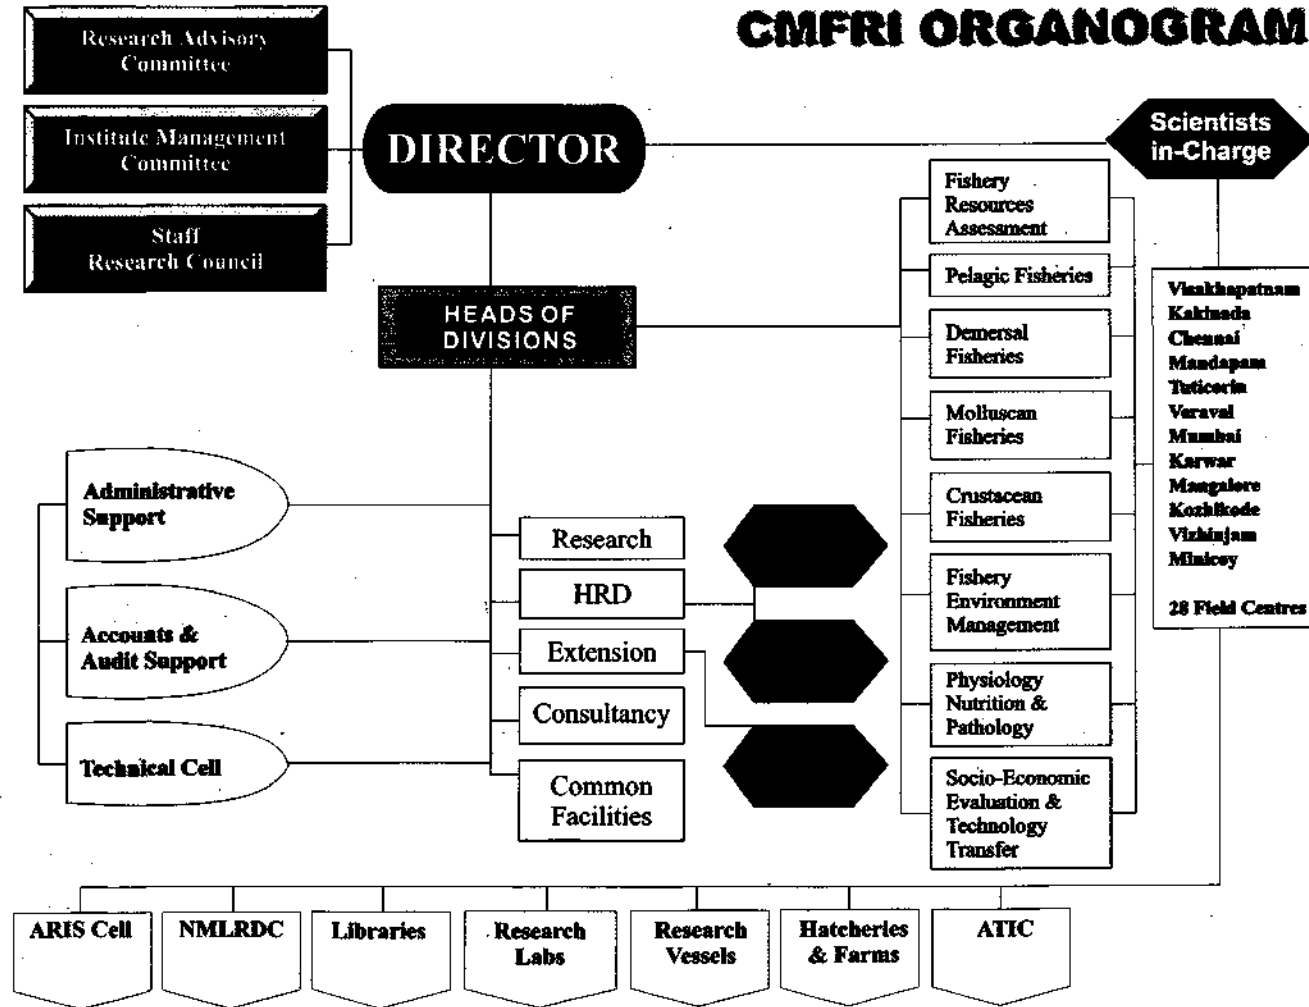 CMFRI ORGANOGRAM
Research Advisory
Committee
Institute Management
Committee
Staff
Research Council
DIRECTOR
Scientists
in-Charge
HEADS OF
DIVISIONS
Fishery
Resources
Assessment
Pelagic Fisheries
Demersal
Fisheries
Molluscan
Fisheries
Crustacean
Fisheries
Fishery
Environment
Management
Physiology
Nutrition &
Pathology
Socio-Economic
Evaluation &
Technology
Transfer
Visakhapatnam
Kakinada
Chennai
Mandapam
Tuticorin
Veraval
Mumbai
Karwar
Mangalore
Kozhikode
Vizhinjam
Minicoy
28 Field Centres
Administrative
Support
Accounts &
Audit Support
Technical Cell
Research
HRD
Extension
Consultancy
Common
Facilities
ARIS Cell
NMLRDC
Libraries
Research
Labs
Research
Vessels
Hatcheries
& Farms
ATIC